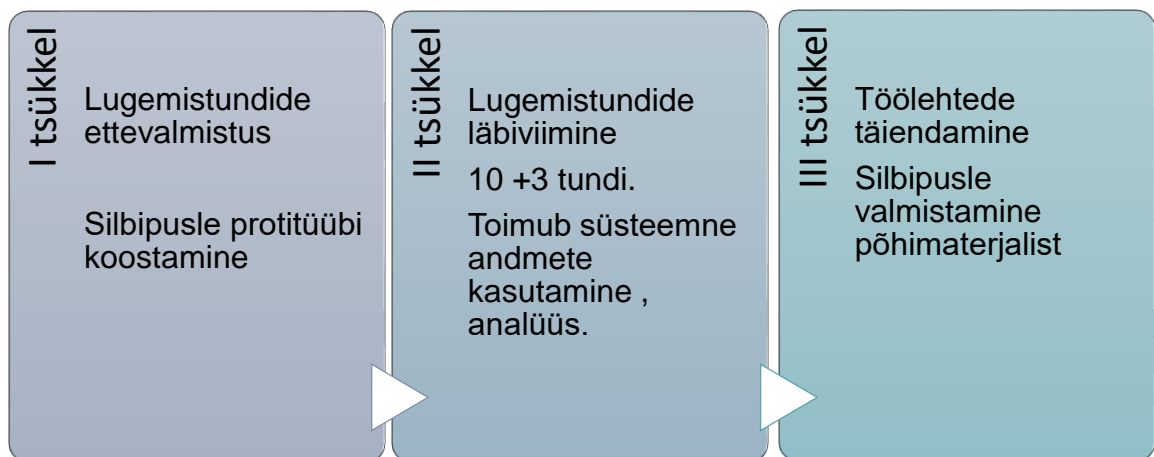 I tsükkel
Lugemistundide
ettevalmistus
Silbipusle protitüübi
koostamine
II tsükkel
Lugemistundide
läbiviimine
10 +3 tundi.
Toimub süsteemne
andmete
kasutamine ,
analüüs.
III tsükkel
Töölehtede
täiendamine
Silbipusle
valmistamine
põhimaterjalist